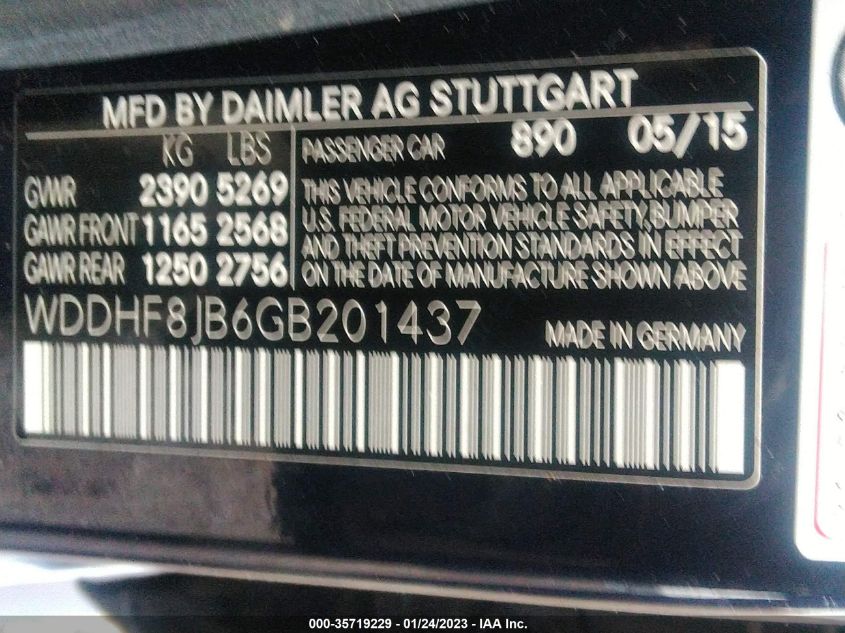 MFD BY DAIMLER AG STUTTGART
KG LBS
GVWR 2390 5269
GAWR FRONT 1165 2568
GAWR REAR 1250 2756
PASSENGER CAR 890 05/15
THIS VEHICLE CONFORMS TO ALL APPLICABLE
U.S. FEDERAL MOTOR VEHICLE SAFETY, BUMPER
AND THEFT PREVENTION STANDARDS IN EFFECT
ON THE DATE OF MANUFACTURE SHOWN ABOVE
WDDHF8JB6GB201437 MADE IN GERMANY
000-35719229 - 01/24/2023 - IAA Inc.